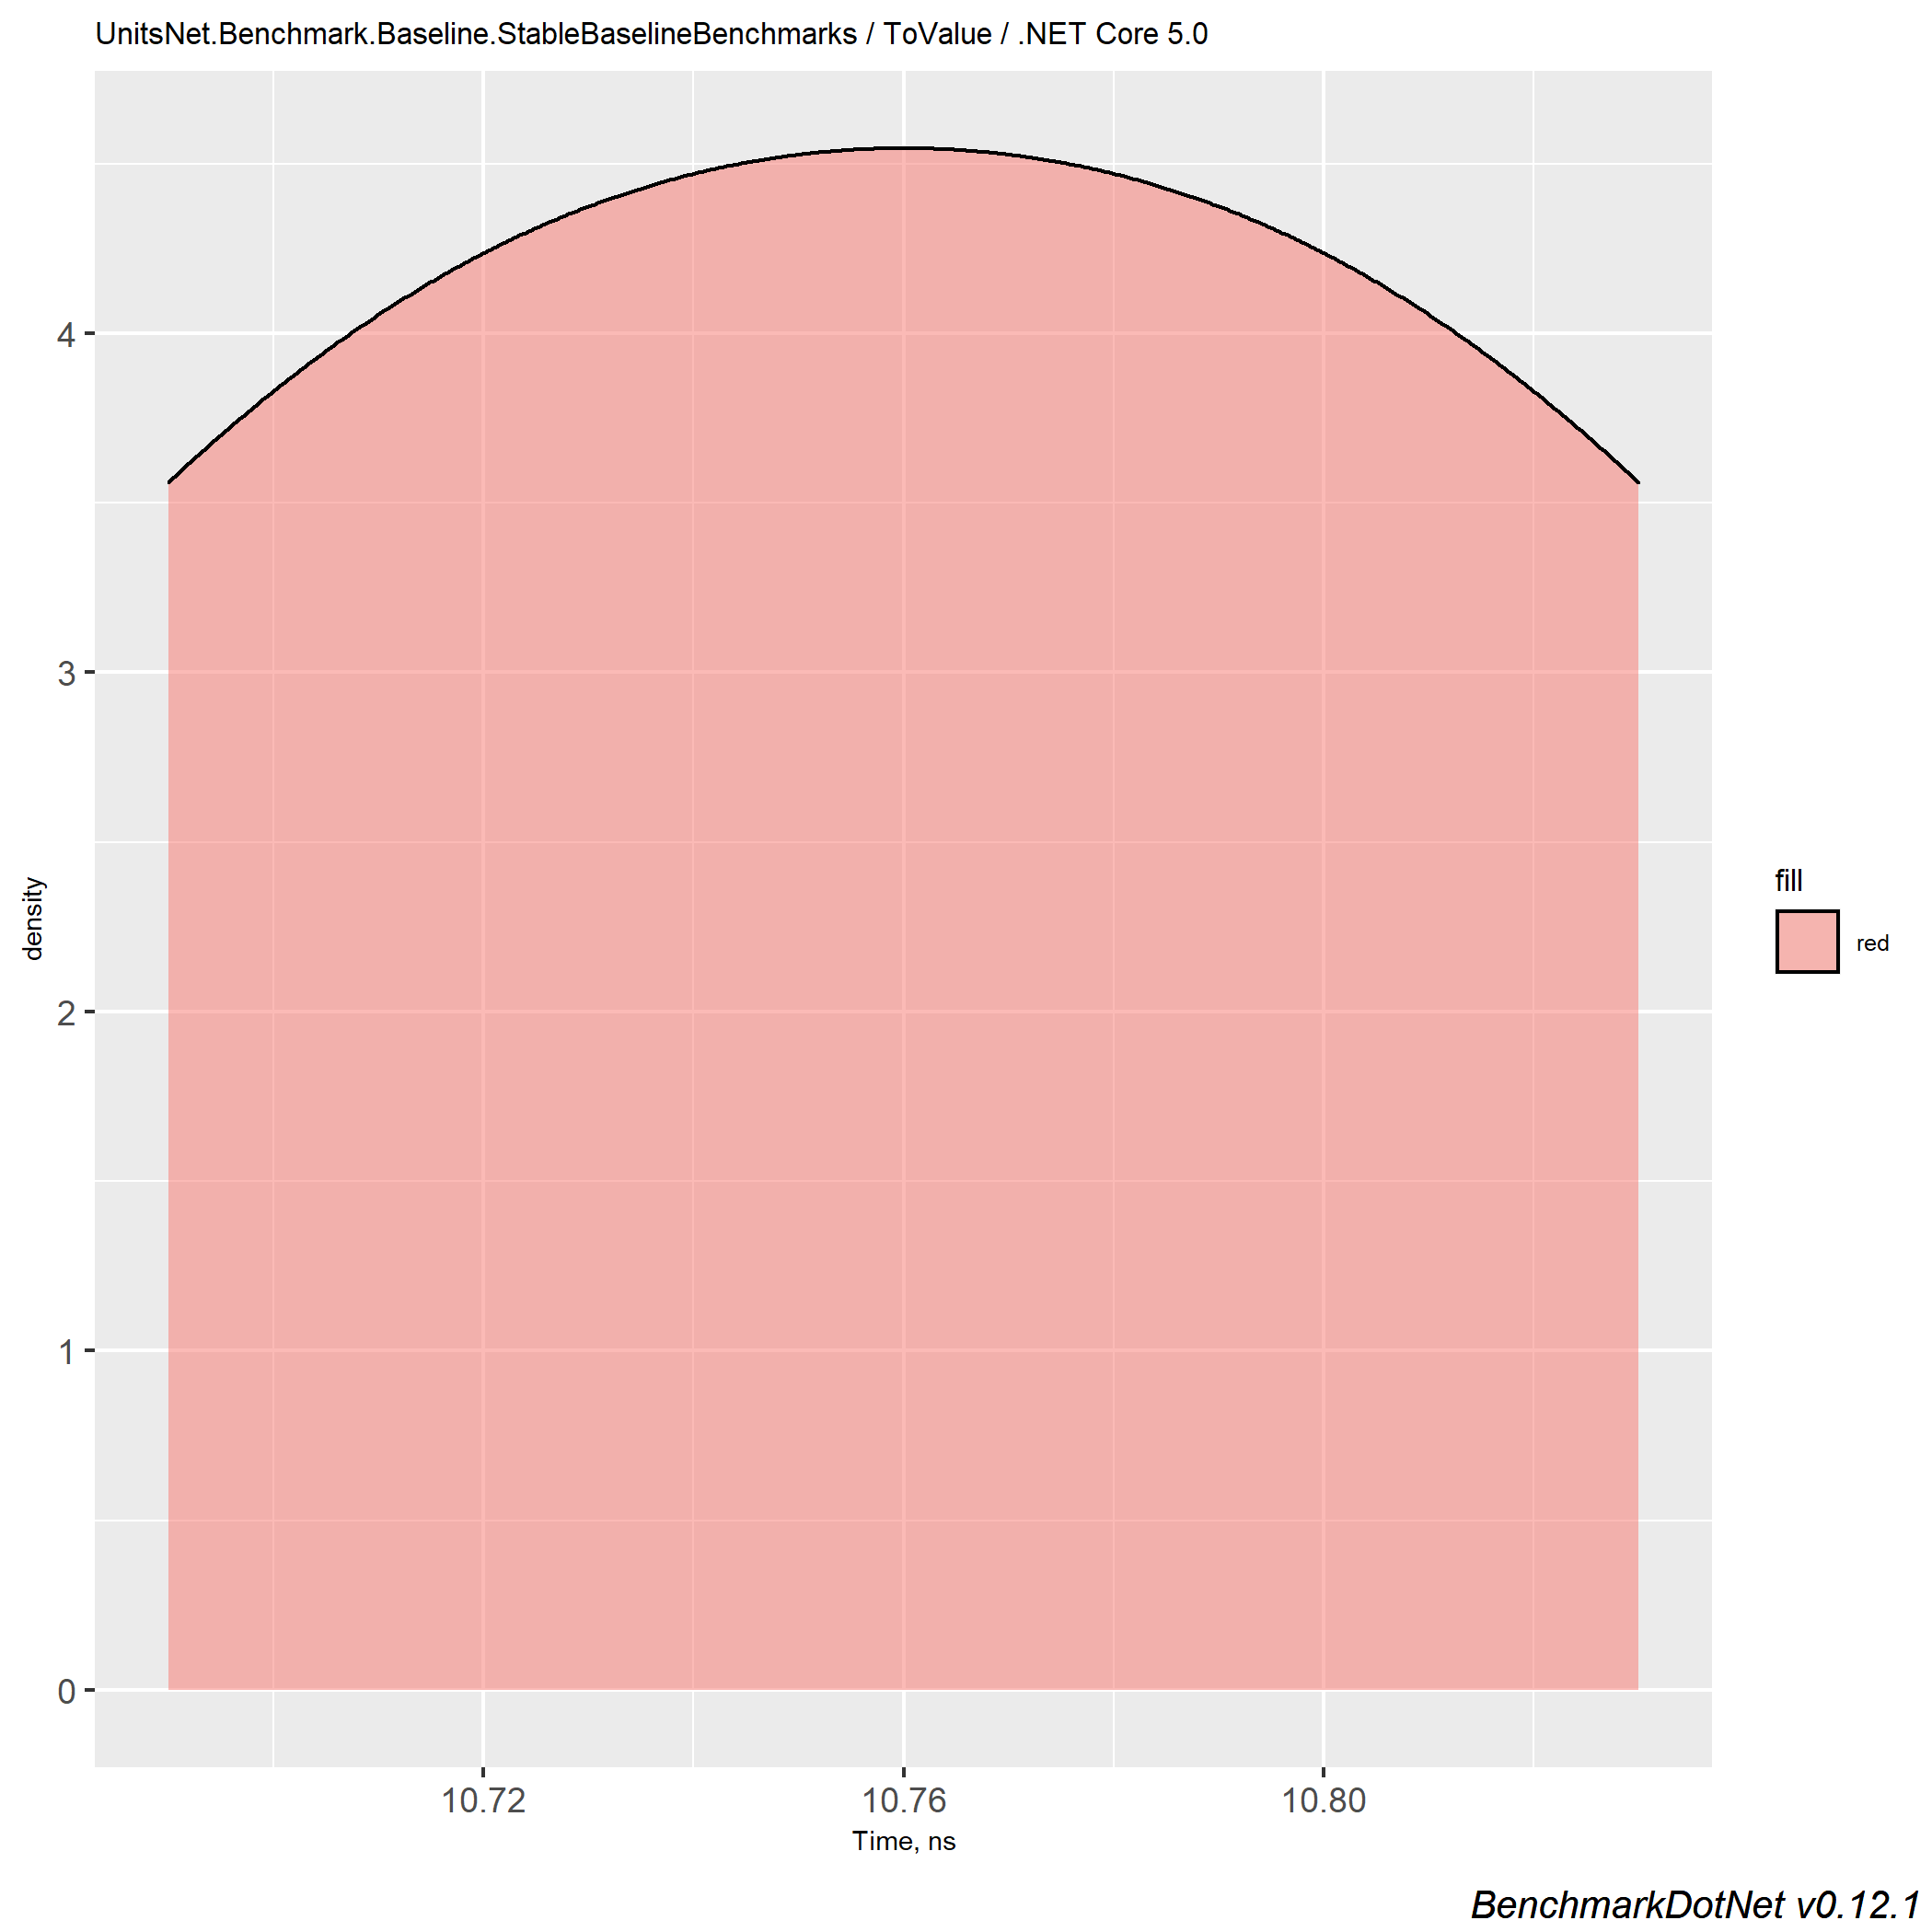 UnitsNet.Benchmark.Baseline.StableBaselineBenchmarks / ToValue / .NET Core 5.0
4
3
2
1
0
density
10.72 10.76 10.80
Time, ns
fill
red
BenchmarkDotNet v0.12.1